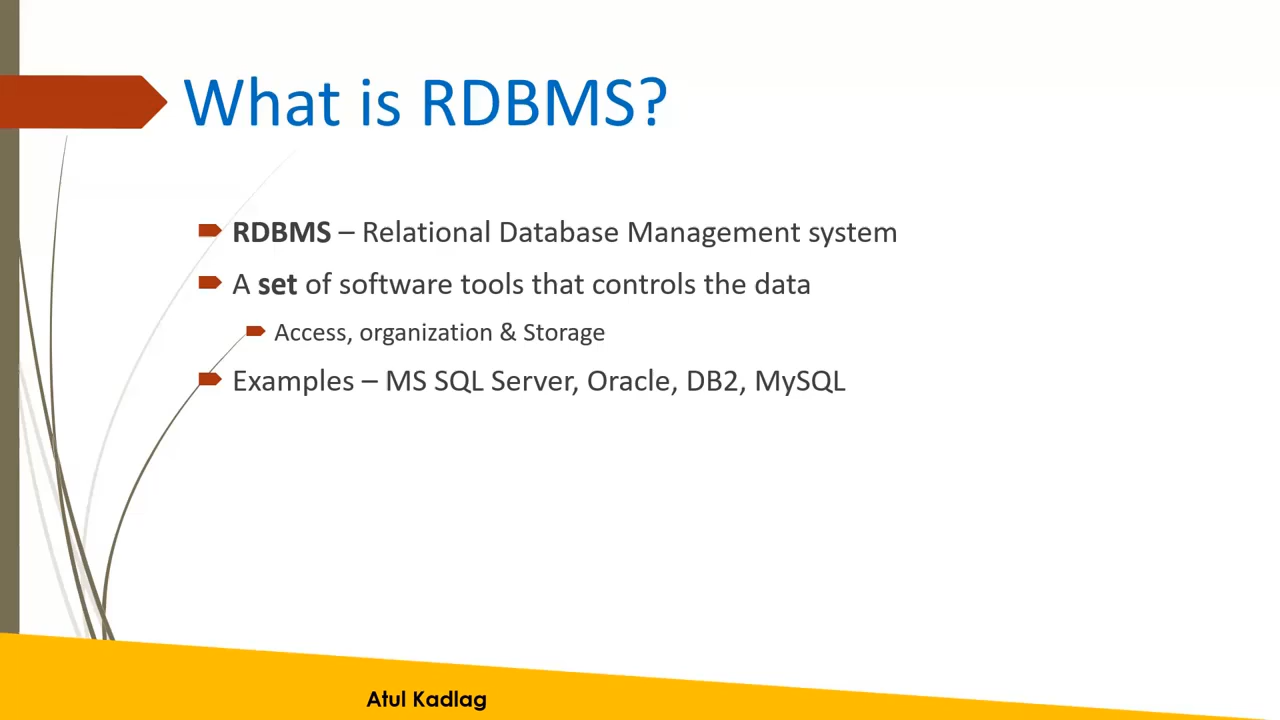 What is RDBMS?
RDBMS – Relational Database Management system
A set of software tools that controls the data
Access, organization & Storage
Examples – MS SQL Server, Oracle, DB2, MySQL
Atul Kadlag